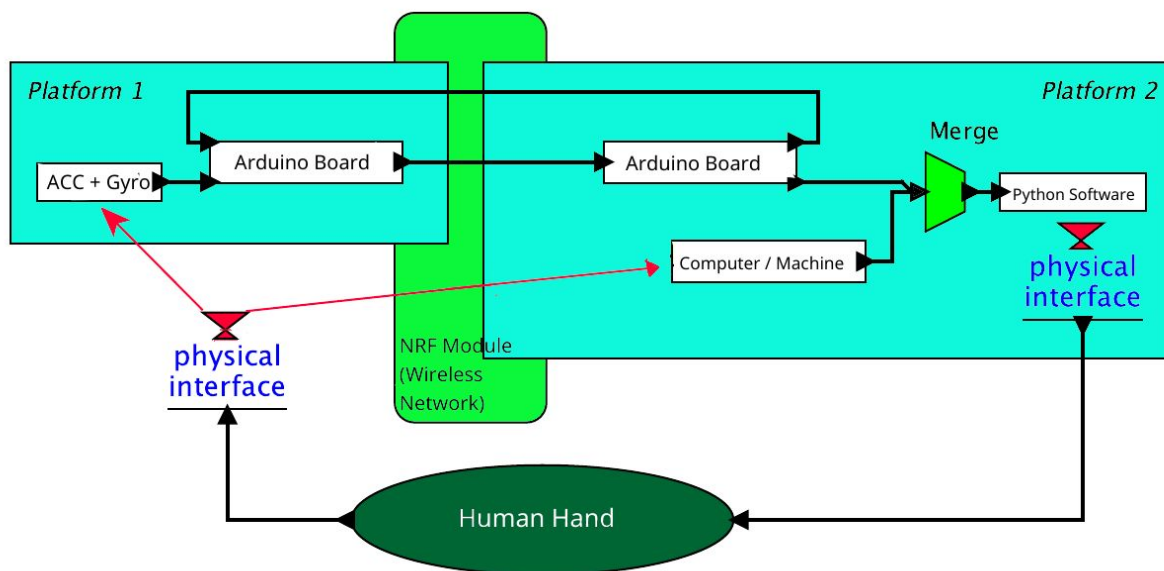 Platform 1
Platform 2
Merge
Arduino Board
Arduino Board
ACC + Gyro
Python Software
Computer / Machine
physical
interface
physical
interface
NRF Module
(Wireless
Network)
Human Hand